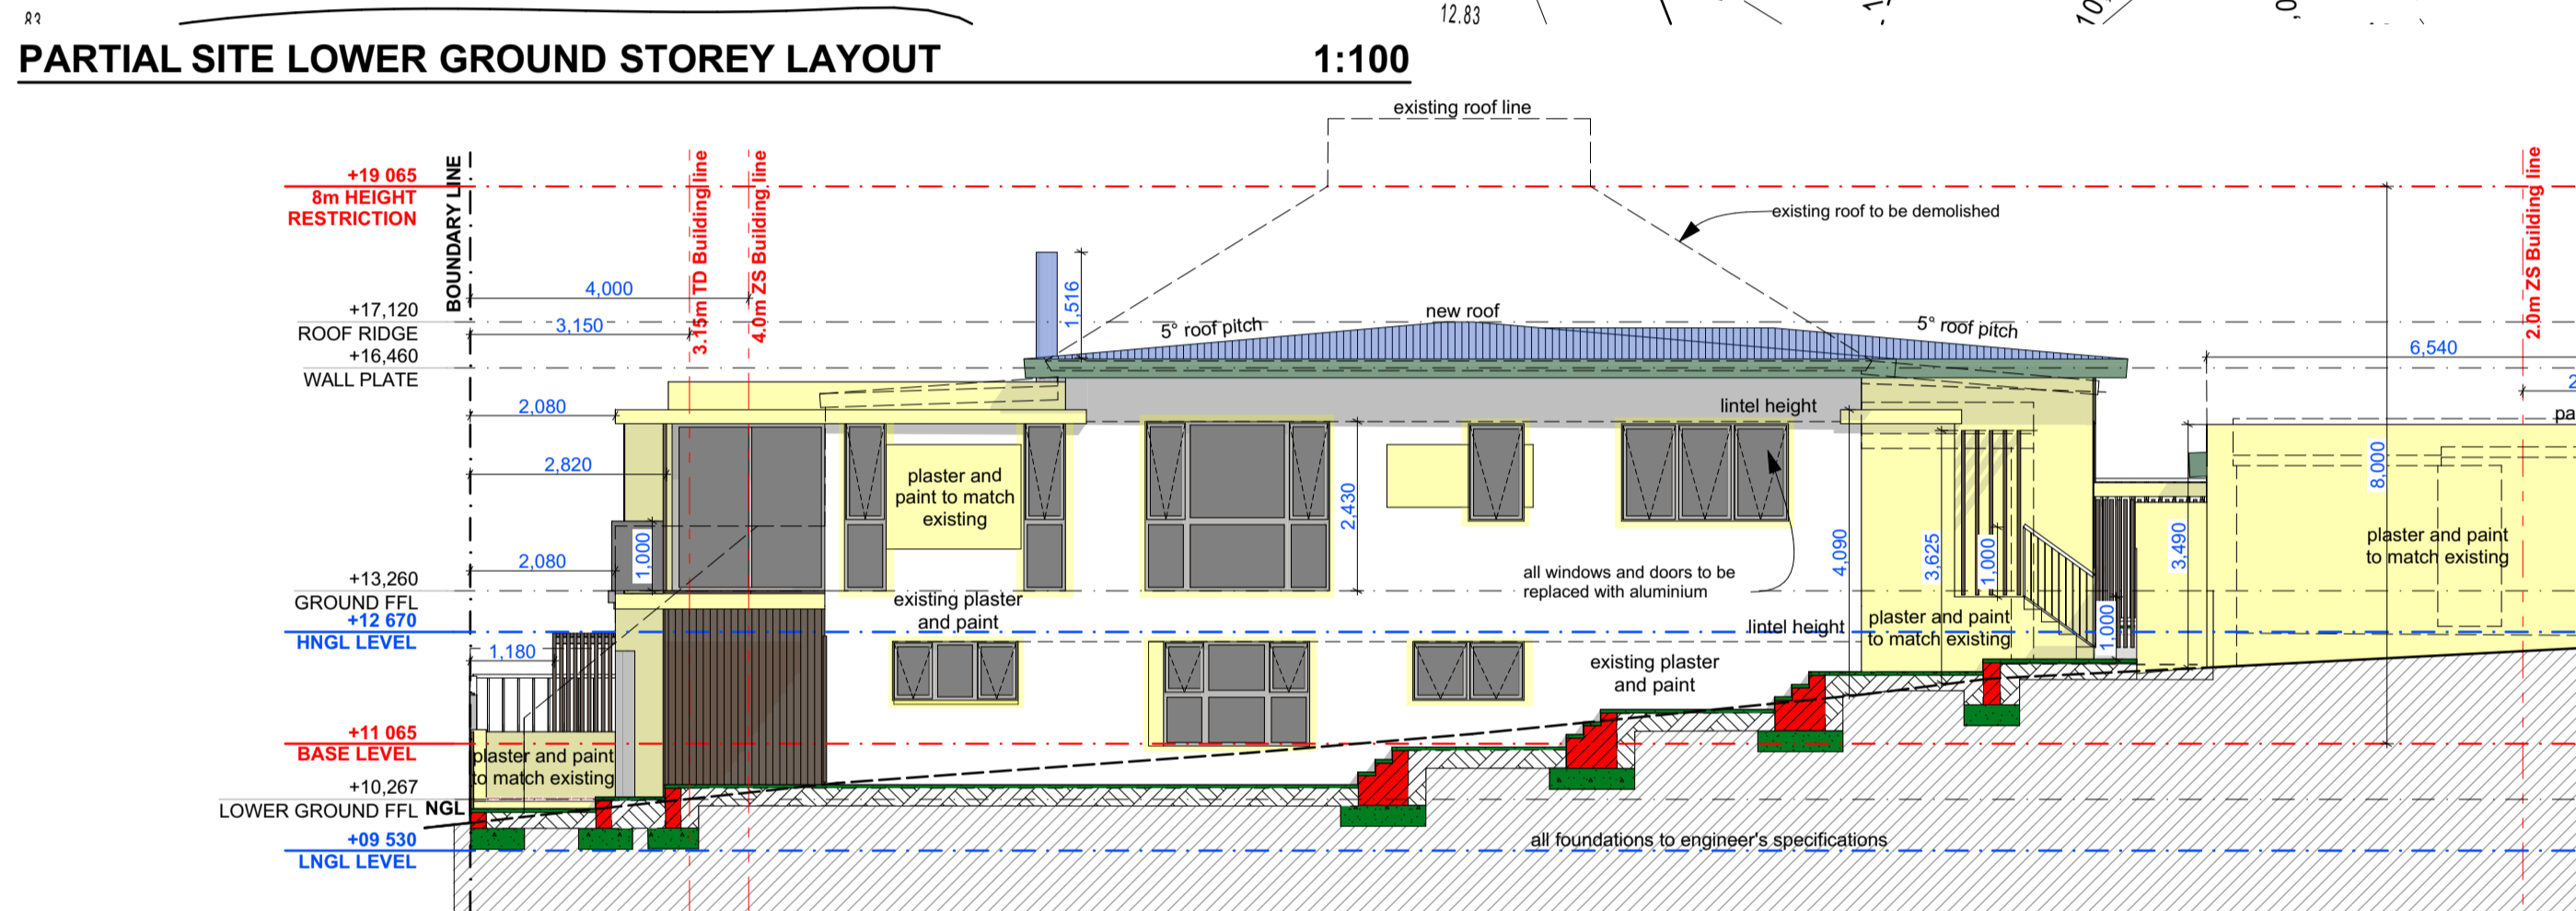 83
12.83
PARTIAL SITE LOWER GROUND STOREY LAYOUT 1:100
existing roof line
+19 065
8m HEIGHT
RESTRICTION
BOUNDARY LINE
3.15m TD Building line
4.0m ZS Building line
2.0m ZS Building line
existing roof to be demolished
4,000
1,516
+17,120
ROOF RIDGE
3,150
5° roof pitch
new roof
5° roof pitch
+16,460
WALL PLATE
6,540
2,080
lintel height
2,820
plaster and
paint to match
existing
2,430
8,000
1,000
2,080
4,090
3,625
1,000
3,490
plaster and paint
to match existing
+13,260
GROUND FFL
all windows and doors to be
replaced with aluminium
existing plaster
and paint
+12 670
HNGL LEVEL
lintel height
plaster and paint
to match existing
1,000
1,180
existing plaster
and paint
+11 065
BASE LEVEL
plaster and paint
to match existing
+10,267
LOWER GROUND FFL
NGL
+09 530
LNGL LEVEL
all foundations to engineer's specifications